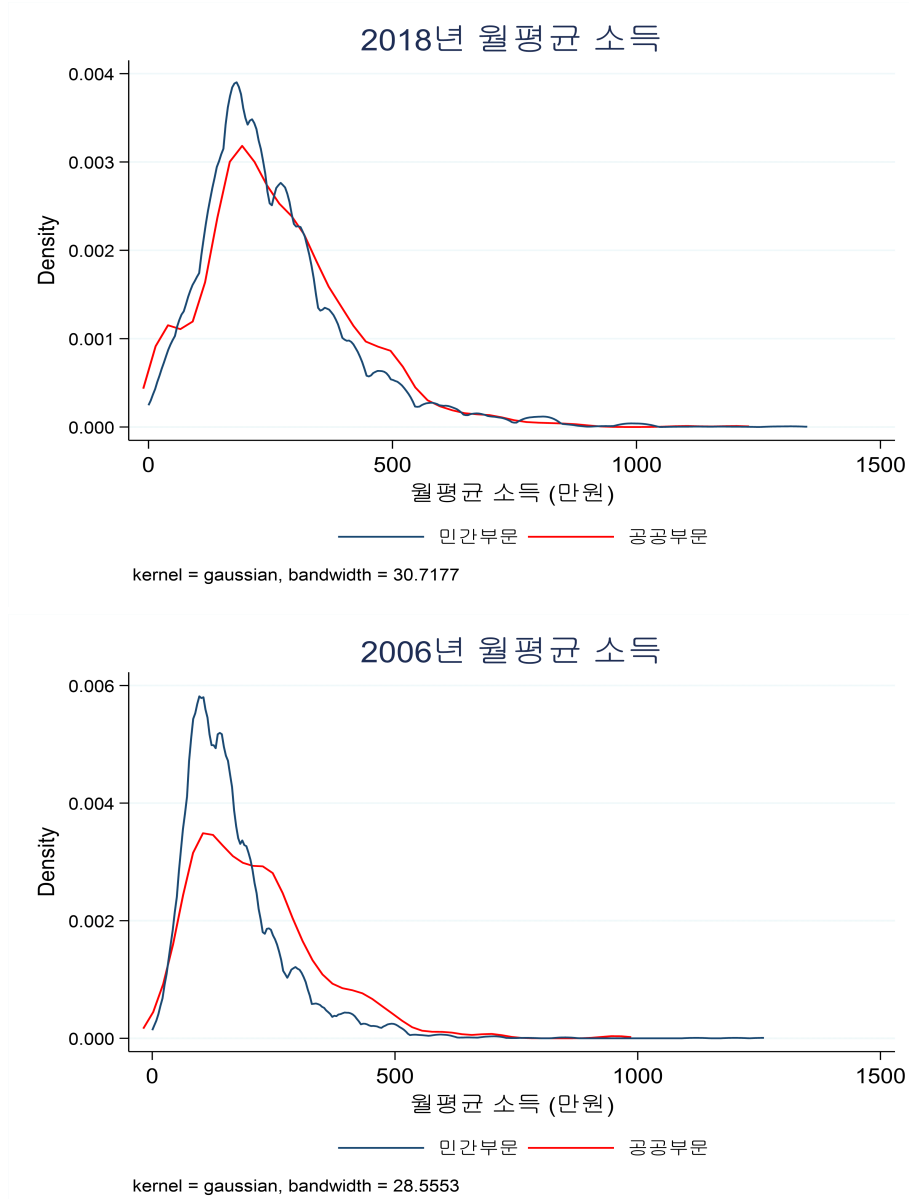 2018년 월평균 소득
0.004
0.003
Density
0.002
0.001
0.000
0 500 1000 1500
월평균 소득 (만원)
민간부문 공공부문
kernel = gaussian, bandwidth = 30.7177
2006년 월평균 소득
0.006
0.004
Density
0.002
0.000
0 500 1000 1500
월평균 소득 (만원)
민간부문 공공부문
kernel = gaussian, bandwidth = 28.5553